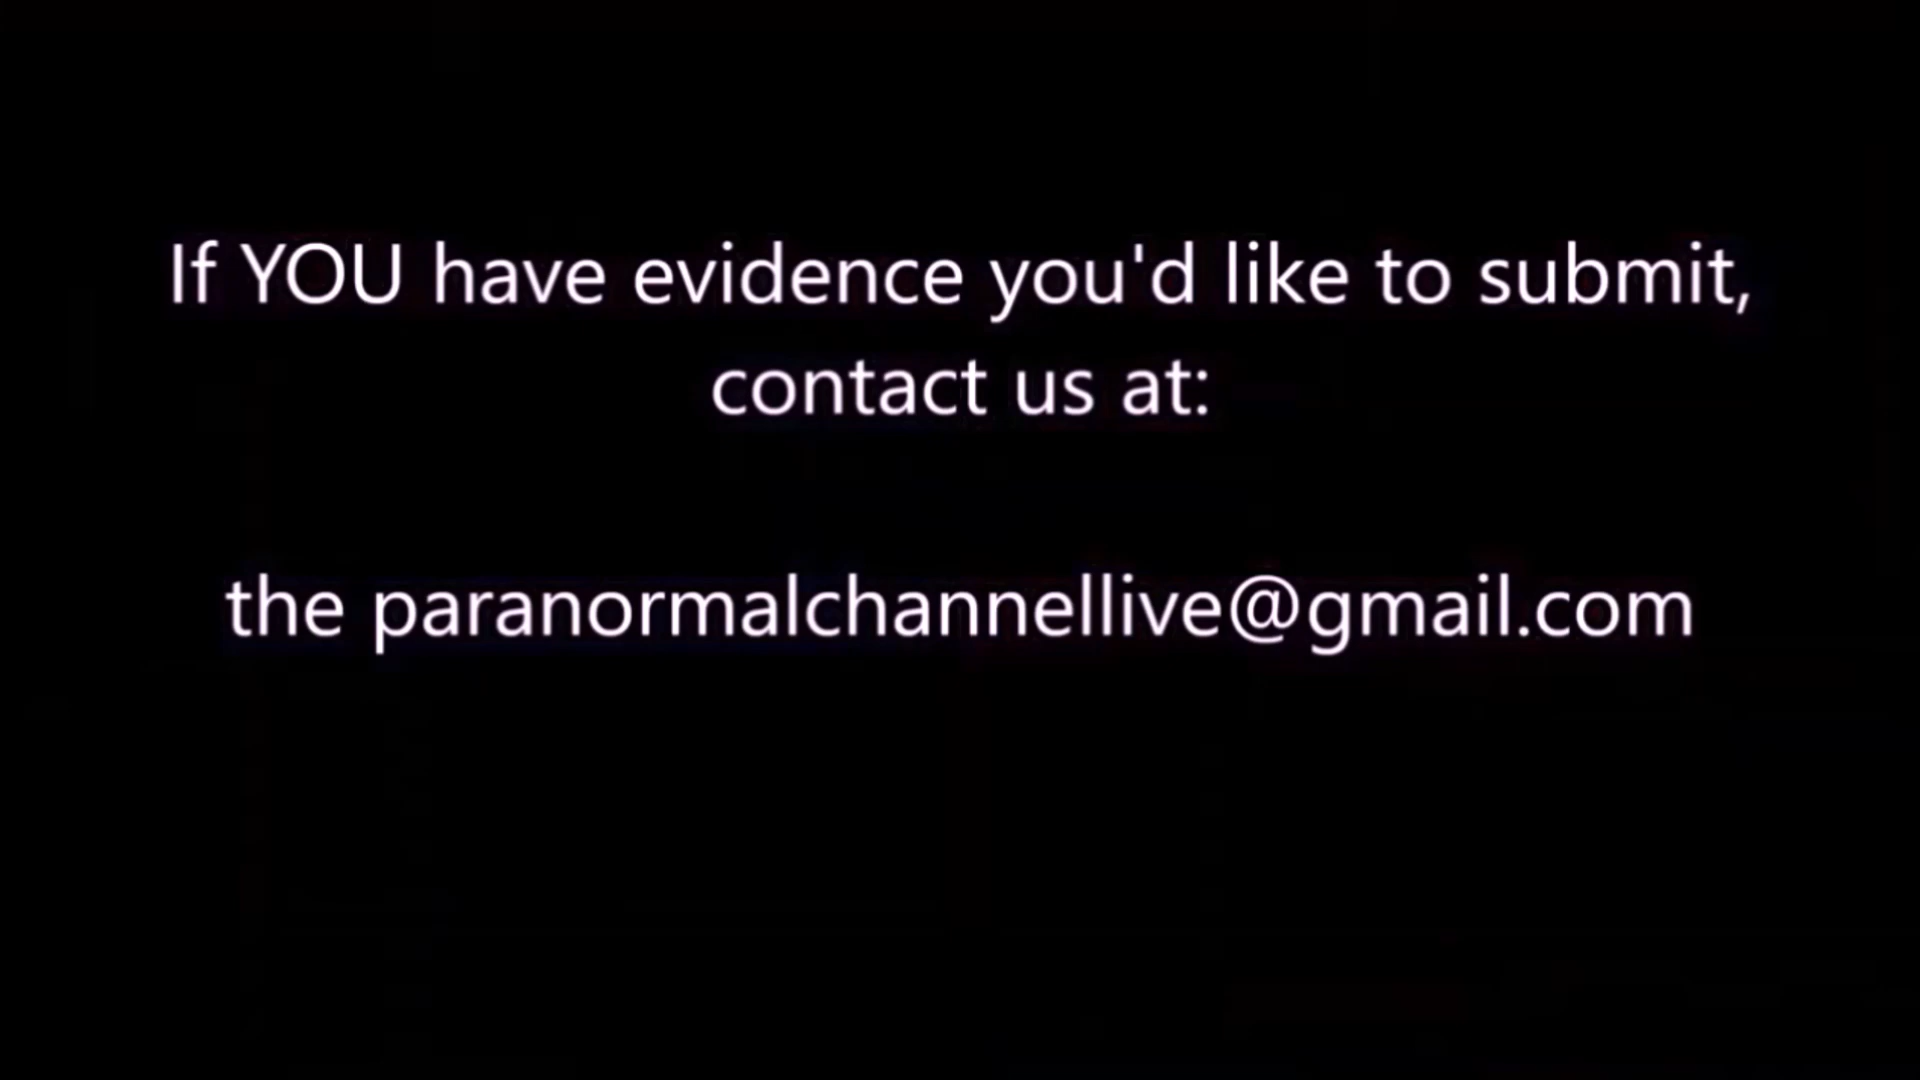 If YOU have evidence you'd like to submit,
contact us at:
the paranormalchannellive@gmail.com